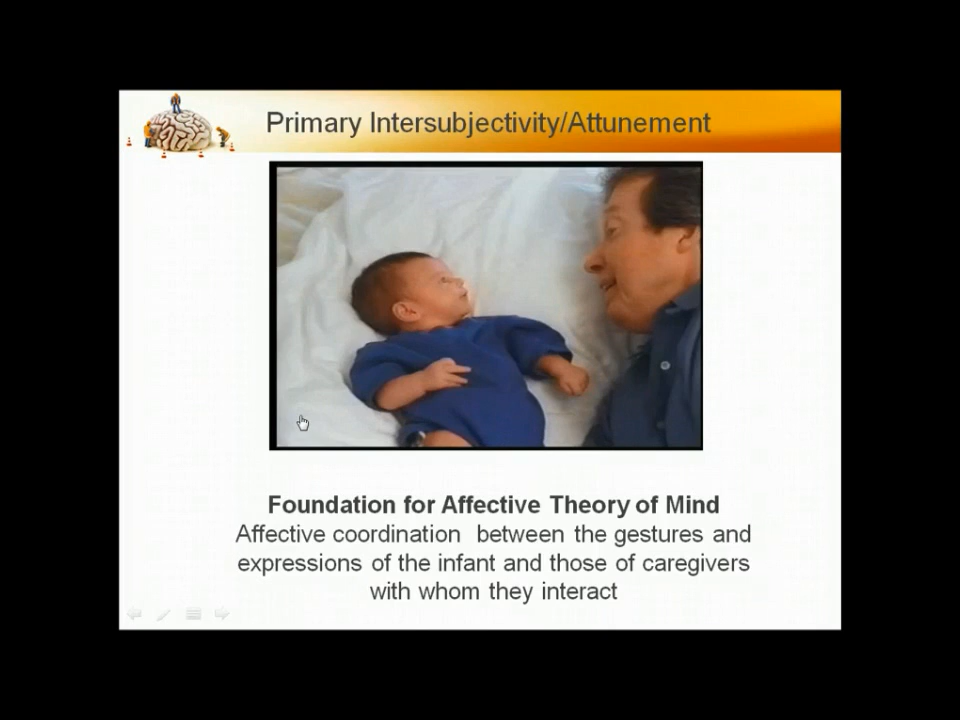 Primary Intersubjectivity/Attunement
Foundation for Affective Theory of Mind
Affective coordination between the gestures and
expressions of the infant and those of caregivers
with whom they interact